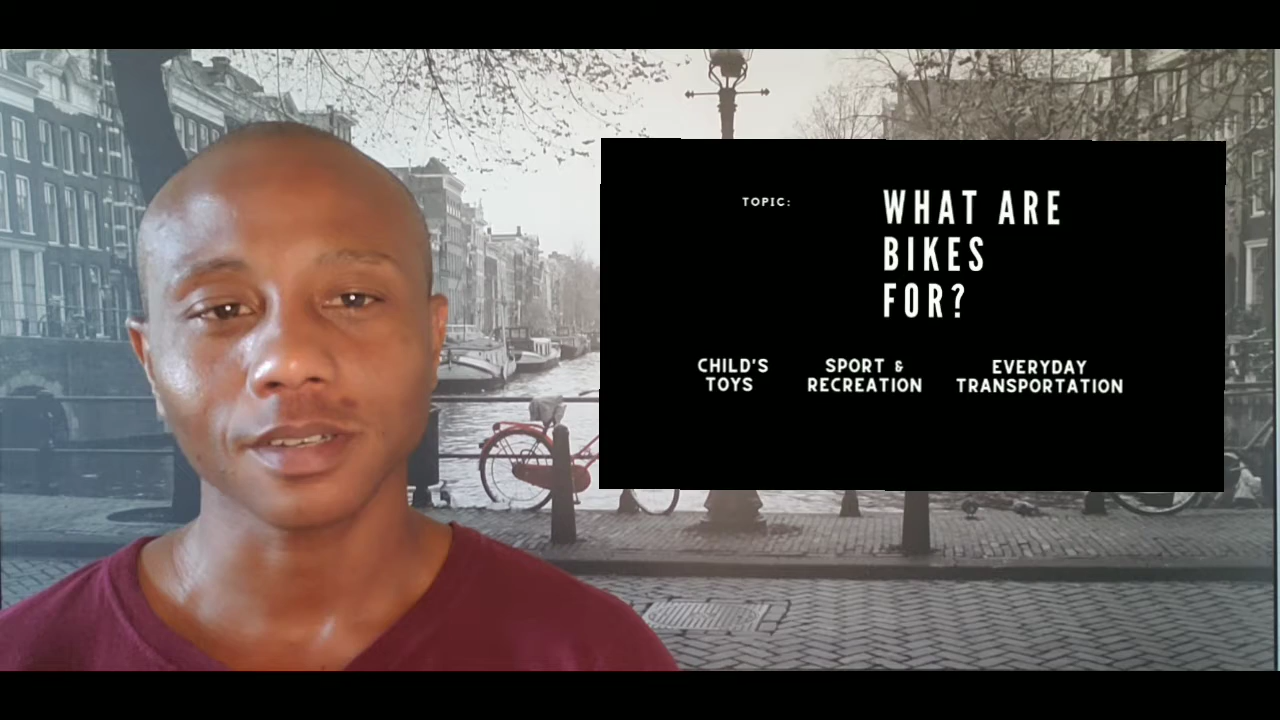 TOPIC:
WHAT ARE
BIKES
FOR?
CHILD'S
TOYS
SPORT &
RECREATION
EVERYDAY
TRANSPORTATION